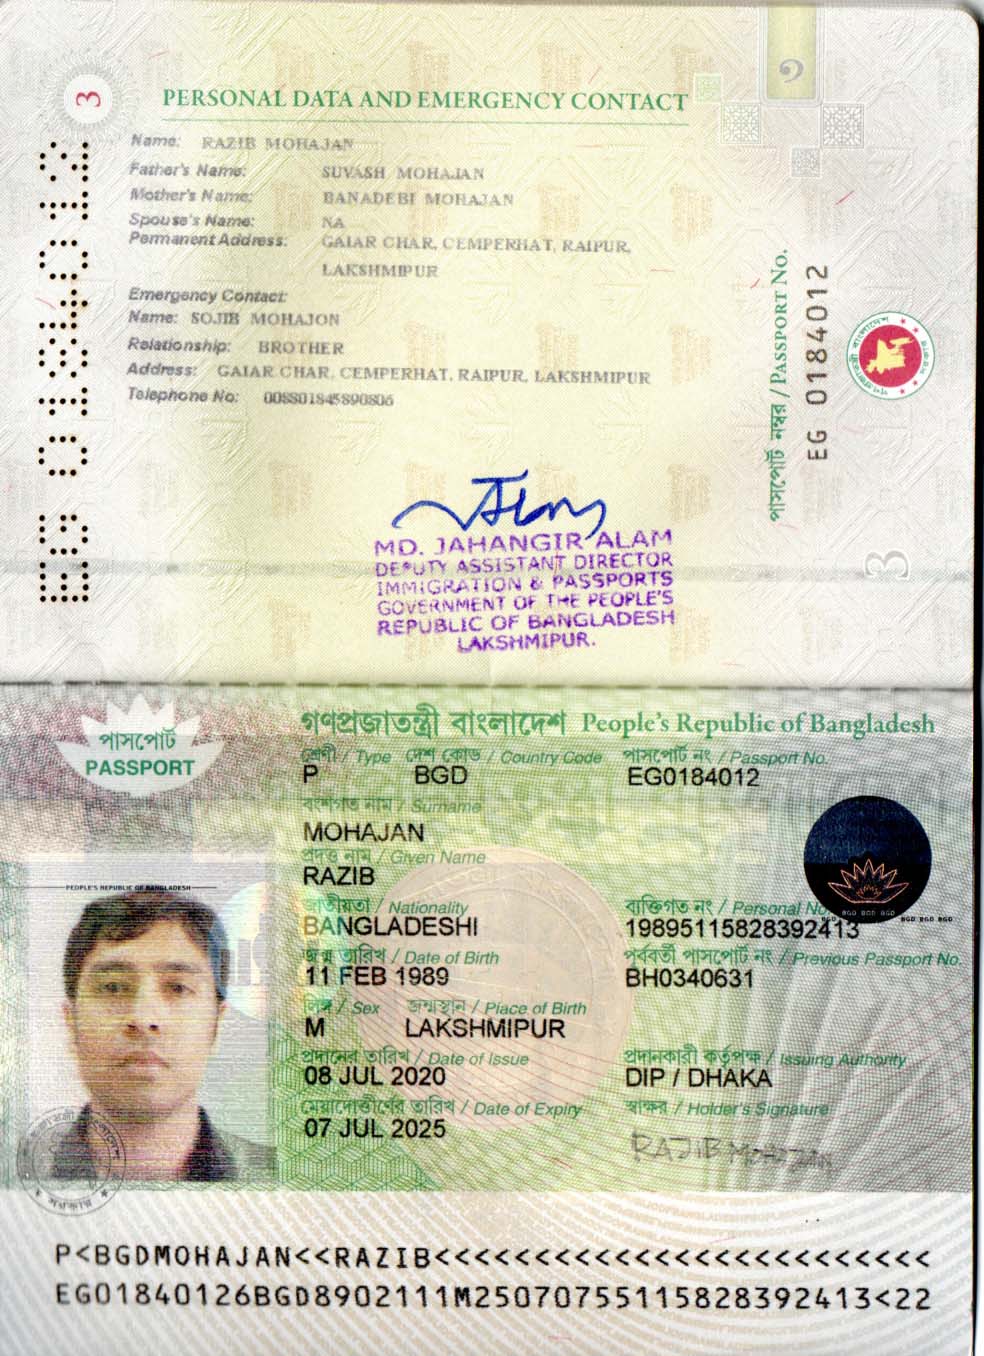 3
PERSONAL DATA AND EMERGENCY CONTACT
Name: RAZIB MOHAJAN
Father's Name: SUVASH MOHAJAN
Mother's Name: BANADEBI MOHAJAN
Spouse's Name: NA
Permanent Address: GAIAR CHAR, CEMPERHAT, RAIPUR,
LAKSHMIPUR
Emergency Contact:
Name: SOJIB MOHAJON
Relationship: BROTHER
Address: GAIAR CHAR, CEMPERHAT, RAIPUR, LAKSHMIPUR
Telephone No: 008801845890806
EG 0184012
পাসপোর্ট নম্বর / PASSPORT No.
EG 0184012
3
MD. JAHANGIR ALAM
DEPUTY ASSISTANT DIRECTOR
IMMIGRATION & PASSPORTS
GOVERNMENT OF THE PEOPLE'S
REPUBLIC OF BANGLADESH
LAKSHMIPUR.
পাসপোর্ট
PASSPORT
গণপ্রজাতন্ত্রী বাংলাদেশ People's Republic of Bangladesh
শ্রেণী / Type দেশ কোড / Country Code পাসপোর্ট নং / Passport No.
P BGD EG0184012
বংশগত নাম / Surname
MOHAJAN
প্রদত্ত নাম / Given Name
RAZIB
PEOPLE'S REPUBLIC OF BANGLADESH
জাতীয়তা / Nationality ব্যক্তিগত নং / Personal No.
BANGLADESHI 19895115828392413
BGD BGD BGD BGD BGD BGD
জন্ম তারিখ / Date of Birth পূর্ববর্তী পাসপোর্ট নং / Previous Passport No.
11 FEB 1989 BH0340631
লিঙ্গ / Sex জন্মস্থান / Place of Birth
M LAKSHMIPUR
প্রদানের তারিখ / Date of Issue প্রদানকারী কর্তৃপক্ষ / Issuing Authority
08 JUL 2020 DIP / DHAKA
মেয়াদোত্তীর্ণের তারিখ / Date of Expiry স্বাক্ষর / Holder's Signature
07 JUL 2025 RAJIB MOHAJAN
P<BGDMOHAJAN<<RAZIB<<<<<<<<<<<<<<<<<<<<<<<<<
EG01840126BGD8902111M25070755115828392413<22